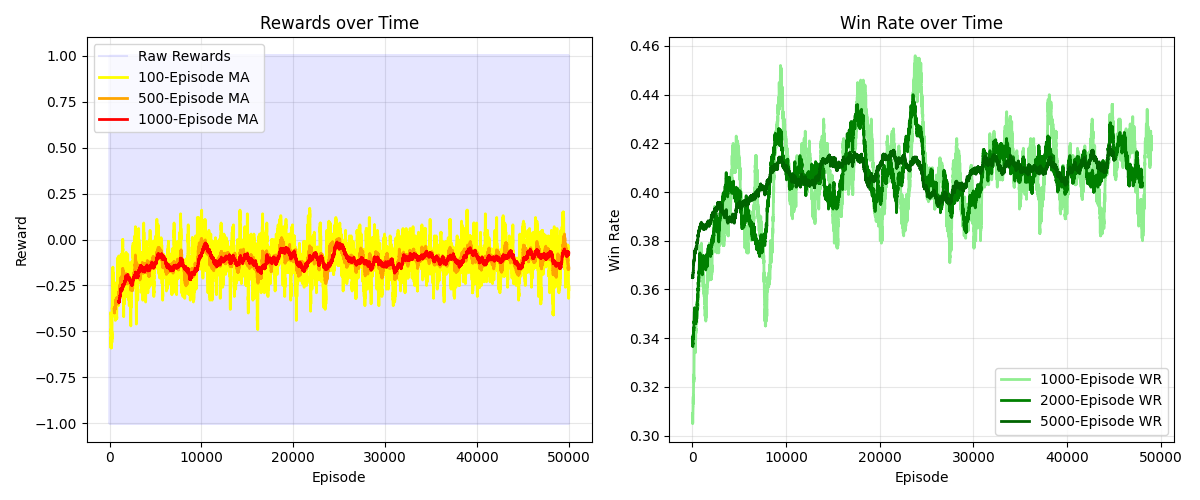 Rewards over Time
Raw Rewards
100-Episode MA
500-Episode MA
1000-Episode MA
1.00
0.75
0.50
0.25
0.00
−0.25
−0.50
−0.75
−1.00
Reward
0 10000 20000 30000 40000 50000
Episode
Win Rate over Time
0.46
0.44
0.42
0.40
0.38
0.36
0.34
0.32
0.30
Win Rate
1000-Episode WR
2000-Episode WR
5000-Episode WR
0 10000 20000 30000 40000 50000
Episode